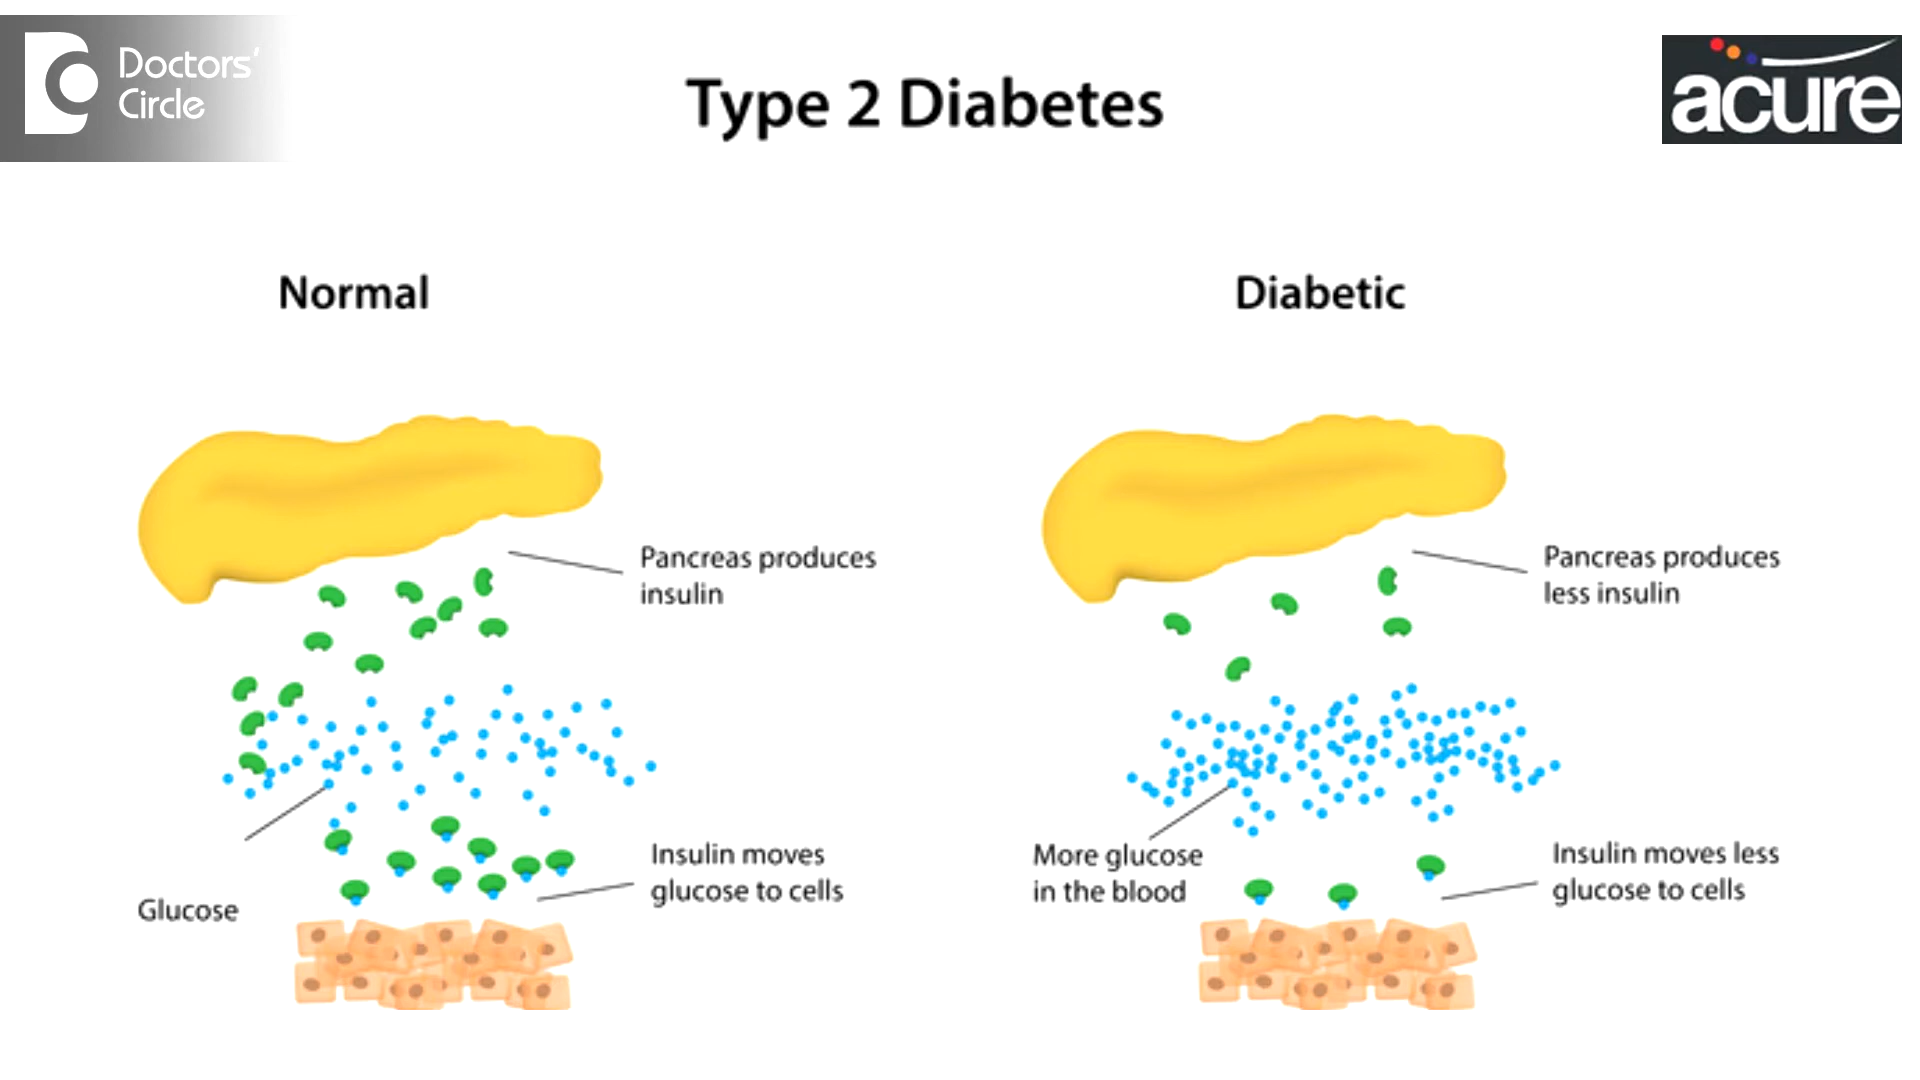 Doctors'
Circle
acure
Type 2 Diabetes
Normal
Diabetic
Pancreas produces
insulin
Pancreas produces
less insulin
Glucose
Insulin moves
glucose to cells
More glucose
in the blood
Insulin moves less
glucose to cells